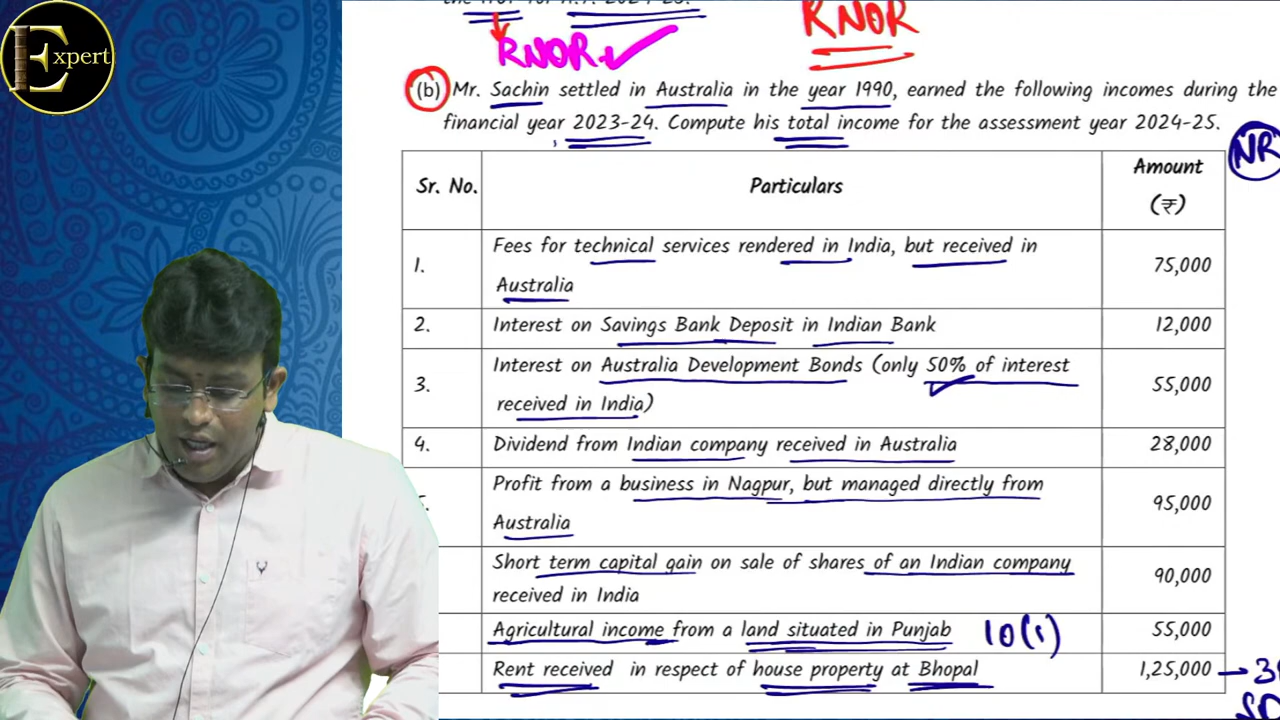 Expert
RNOR
RNOR
(b) Mr. Sachin settled in Australia in the year 1990, earned the following incomes during the
financial year 2023-24. Compute his total income for the assessment year 2024-25.
NR
Sr. No. Particulars Amount (₹)
1. Fees for technical services rendered in India, but received in
Australia 75,000
2. Interest on Savings Bank Deposit in Indian Bank 12,000
3. Interest on Australia Development Bonds (only 50% of interest
received in India) 55,000
4. Dividend from Indian company received in Australia 28,000
Profit from a business in Nagpur, but managed directly from
Australia 95,000
Short term capital gain on sale of shares of an Indian company
received in India 90,000
Agricultural income from a land situated in Punjab 10(1) 55,000
Rent received in respect of house property at Bhopal 1,25,000